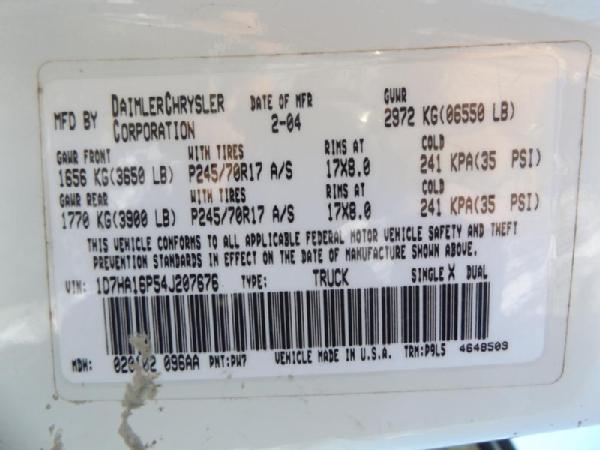 MFD BY DAIMLERCHRYSLER CORPORATION DATE OF MFR 2-04 GVWR 2972 KG(06550 LB)
GAWR FRONT WITH TIRES RIMS AT COLD
1656 KG(3650 LB) P245/70R17 A/S 17X8.0 241 KPA(35 PSI)
GAWR REAR WITH TIRES RIMS AT COLD
1770 KG(3900 LB) P245/70R17 A/S 17X8.0 241 KPA(35 PSI)
THIS VEHICLE CONFORMS TO ALL APPLICABLE FEDERAL MOTOR VEHICLE SAFETY AND THEFT
PREVENTION STANDARDS IN EFFECT ON THE DATE OF MANUFACTURE SHOWN ABOVE.
VIN: 1D7HA16P54J207676 TYPE: TRUCK SINGLE X DUAL
MDH: 096AA PNT:PW7 VEHICLE MADE IN U.S.A. TRM:P9L5 4648509